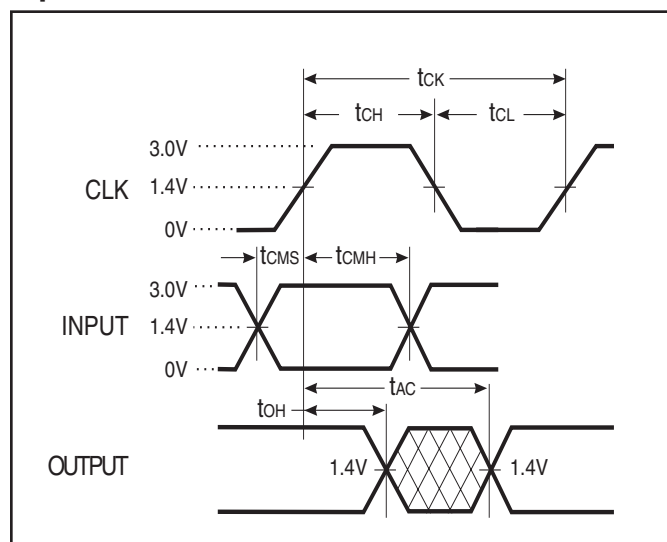 tCK
tCH tCL
3.0V
CLK 1.4V
0V
tCMS tCMH
3.0V
INPUT 1.4V
0V
tAC
tOH
OUTPUT 1.4V 1.4V